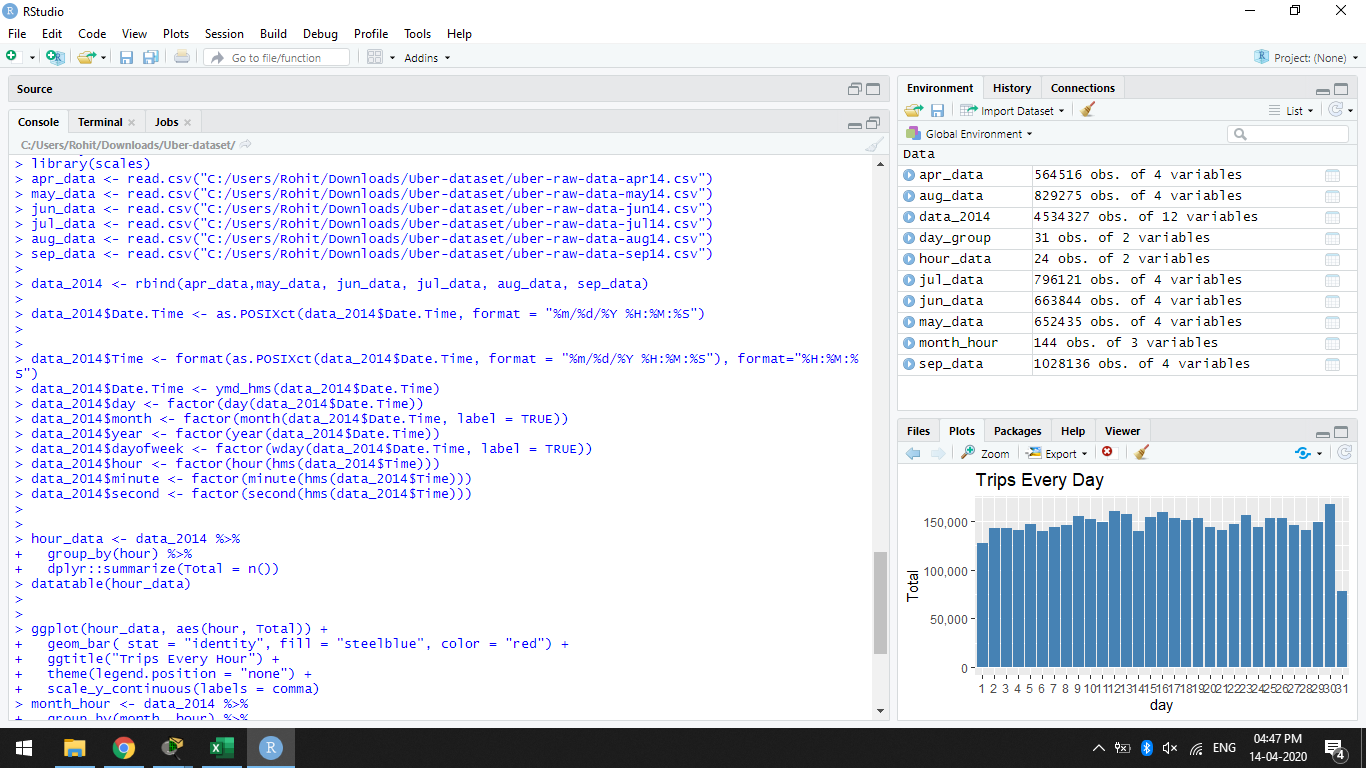 RStudio
File Edit Code View Plots Session Build Debug Profile Tools Help
Go to file/function Addins Project: (None)
Source
Console Terminal Jobs
C:/Users/Rohit/Downloads/Uber-dataset/
> library(scales)
> apr_data <- read.csv("C:/Users/Rohit/Downloads/Uber-dataset/uber-raw-data-apr14.csv")
> may_data <- read.csv("C:/Users/Rohit/Downloads/Uber-dataset/uber-raw-data-may14.csv")
> jun_data <- read.csv("C:/Users/Rohit/Downloads/Uber-dataset/uber-raw-data-jun14.csv")
> jul_data <- read.csv("C:/Users/Rohit/Downloads/Uber-dataset/uber-raw-data-jul14.csv")
> aug_data <- read.csv("C:/Users/Rohit/Downloads/Uber-dataset/uber-raw-data-aug14.csv")
> sep_data <- read.csv("C:/Users/Rohit/Downloads/Uber-dataset/uber-raw-data-sep14.csv")
>
> data_2014 <- rbind(apr_data,may_data, jun_data, jul_data, aug_data, sep_data)
>
> data_2014$Date.Time <- as.POSIXct(data_2014$Date.Time, format = "%m/%d/%Y %H:%M:%S")
>
>
> data_2014$Time <- format(as.POSIXct(data_2014$Date.Time, format = "%m/%d/%Y %H:%M:%S"), format="%H:%M:%
S")
> data_2014$Date.Time <- ymd_hms(data_2014$Date.Time)
> data_2014$day <- factor(day(data_2014$Date.Time))
> data_2014$month <- factor(month(data_2014$Date.Time, label = TRUE))
> data_2014$year <- factor(year(data_2014$Date.Time))
> data_2014$dayofweek <- factor(wday(data_2014$Date.Time, label = TRUE))
> data_2014$hour <- factor(hour(hms(data_2014$Time)))
> data_2014$minute <- factor(minute(hms(data_2014$Time)))
> data_2014$second <- factor(second(hms(data_2014$Time)))
>
>
> hour_data <- data_2014 %>%
+ group_by(hour) %>%
+ dplyr::summarize(Total = n())
> datatable(hour_data)
>
>
> ggplot(hour_data, aes(hour, Total)) +
+ geom_bar( stat = "identity", fill = "steelblue", color = "red") +
+ ggtitle("Trips Every Hour") +
+ theme(legend.position = "none") +
+ scale_y_continuous(labels = comma)
> month_hour <- data_2014 %>%
+ group_by(month, hour) %>%
Environment History Connections
Import Dataset List
Global Environment
Data
apr_data 564516 obs. of 4 variables
aug_data 829275 obs. of 4 variables
data_2014 4534327 obs. of 12 variables
day_group 31 obs. of 2 variables
hour_data 24 obs. of 2 variables
jul_data 796121 obs. of 4 variables
jun_data 663844 obs. of 4 variables
may_data 652435 obs. of 4 variables
month_hour 144 obs. of 3 variables
sep_data 1028136 obs. of 4 variables
Files Plots Packages Help Viewer
Zoom Export
Trips Every Day
150,000
100,000
50,000
0
Total
1 2 3 4 5 6 7 8 9 10 11 12 13 14 15 16 17 18 19 20 21 22 23 24 25 26 27 28 29 30 31
day
ENG 04:47 PM
14-04-2020
4